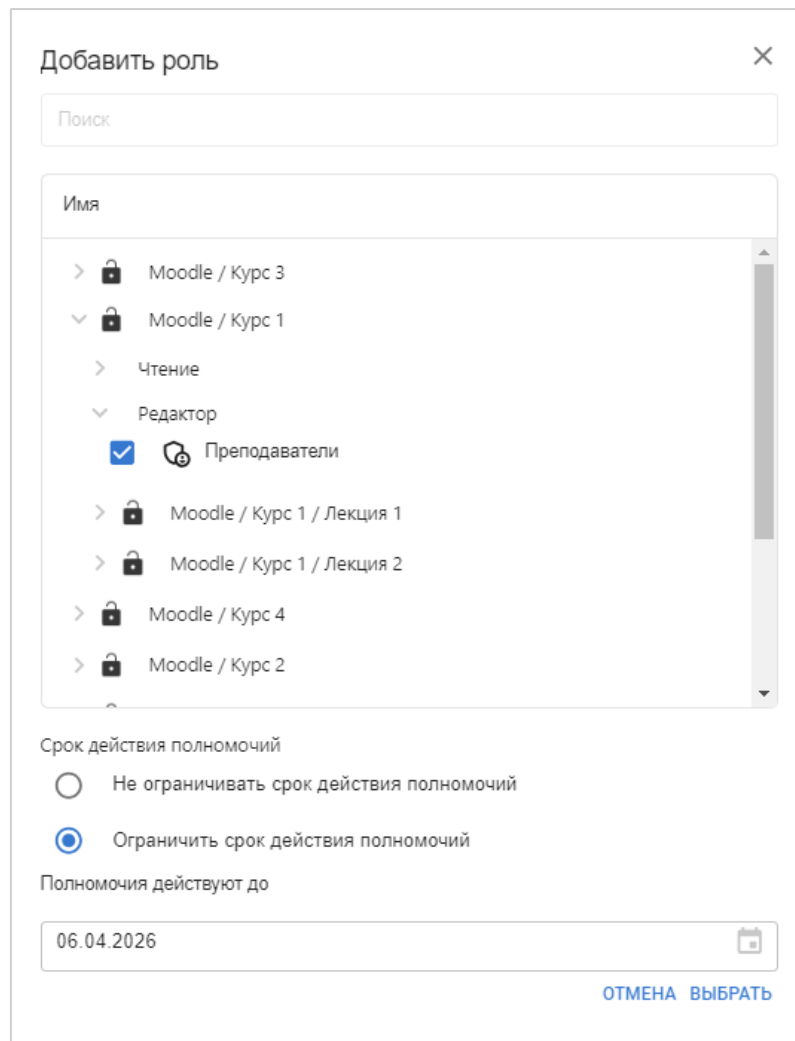 Добавить роль
Поиск
Имя
Moodle / Курс 3
Moodle / Курс 1
Чтение
Редактор
Преподаватели
Moodle / Курс 1 / Лекция 1
Moodle / Курс 1 / Лекция 2
Moodle / Курс 4
Moodle / Курс 2
Срок действия полномочий
Не ограничивать срок действия полномочий
Ограничить срок действия полномочий
Полномочия действуют до
06.04.2026
ОТМЕНА ВЫБРАТЬ